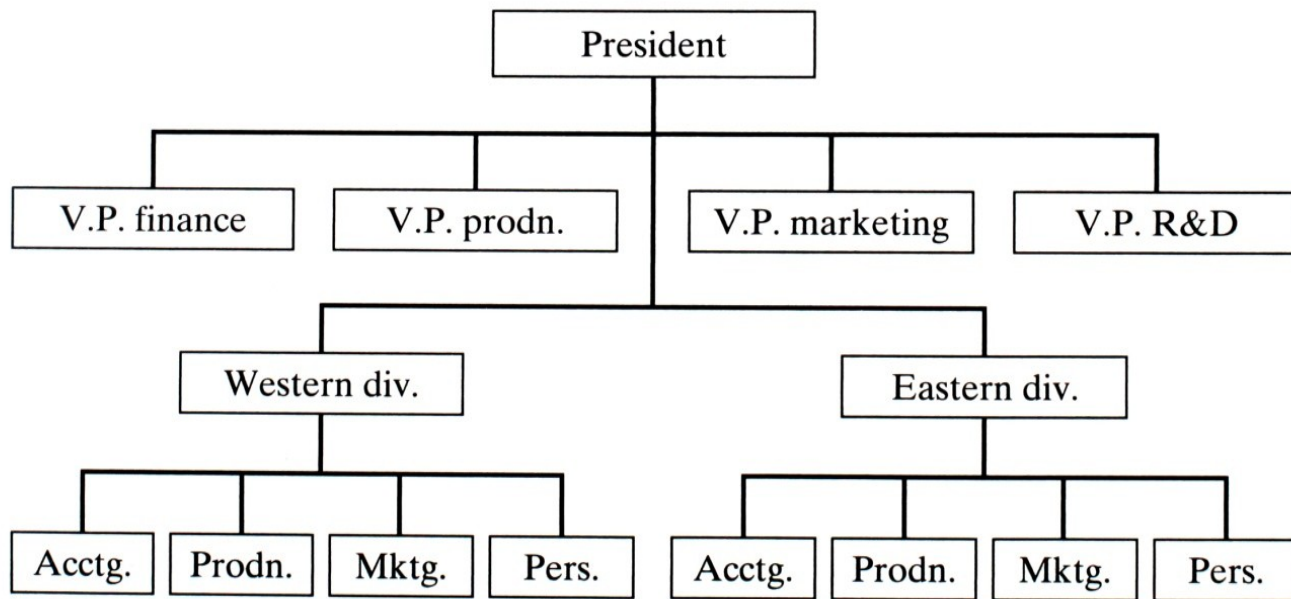 President
V.P. finance
V.P. prodn.
V.P. marketing
V.P. R&D
Western div.
Eastern div.
Acctg.
Prodn.
Mktg.
Pers.
Acctg.
Prodn.
Mktg.
Pers.